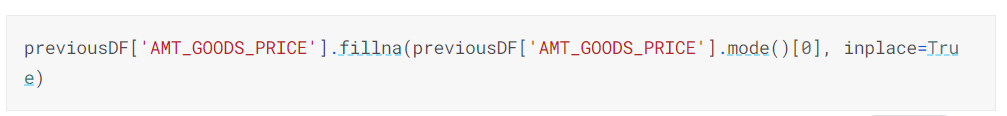 previousDF['AMT_GOODS_PRICE'].fillna(previousDF['AMT_GOODS_PRICE'].mode()[0], inplace=Tru
e)